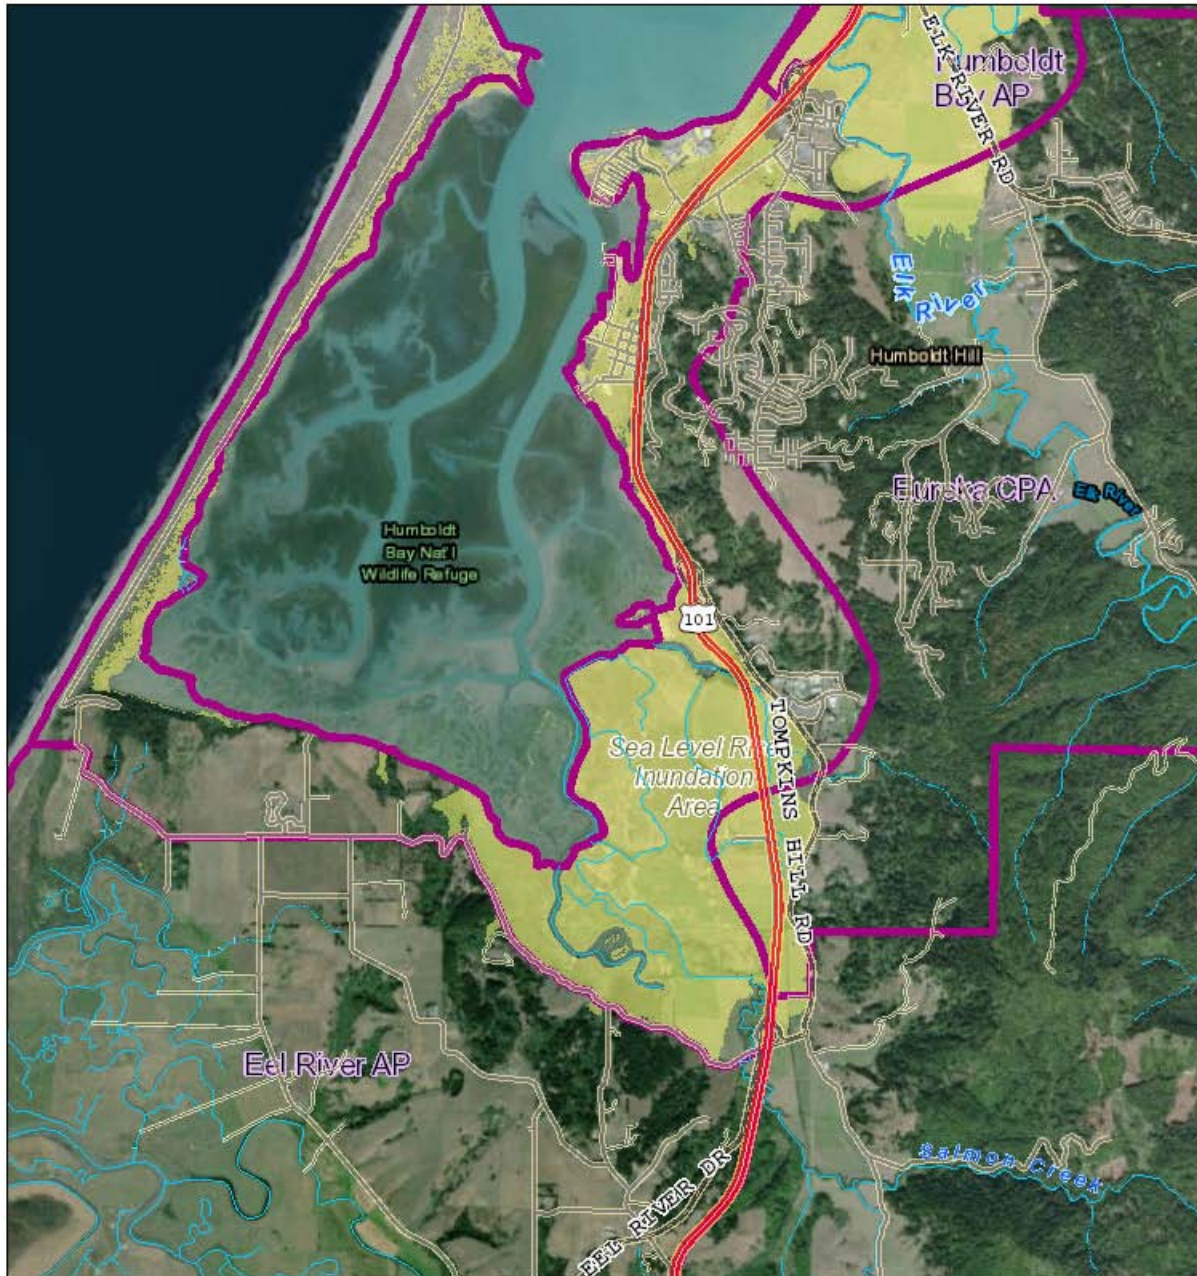 Humboldt
Bay AP
ELK RIVER RD
Elk River
Humboldt Hill
Eureka CPA
Elk River
Humboldt
Bay Nat'l
Wildlife Refuge
101
TOMPKINS HILL RD
Sea Level Rise
Inundation
Area
Eel River AP
Salmon Creek
EEL RIVER DR